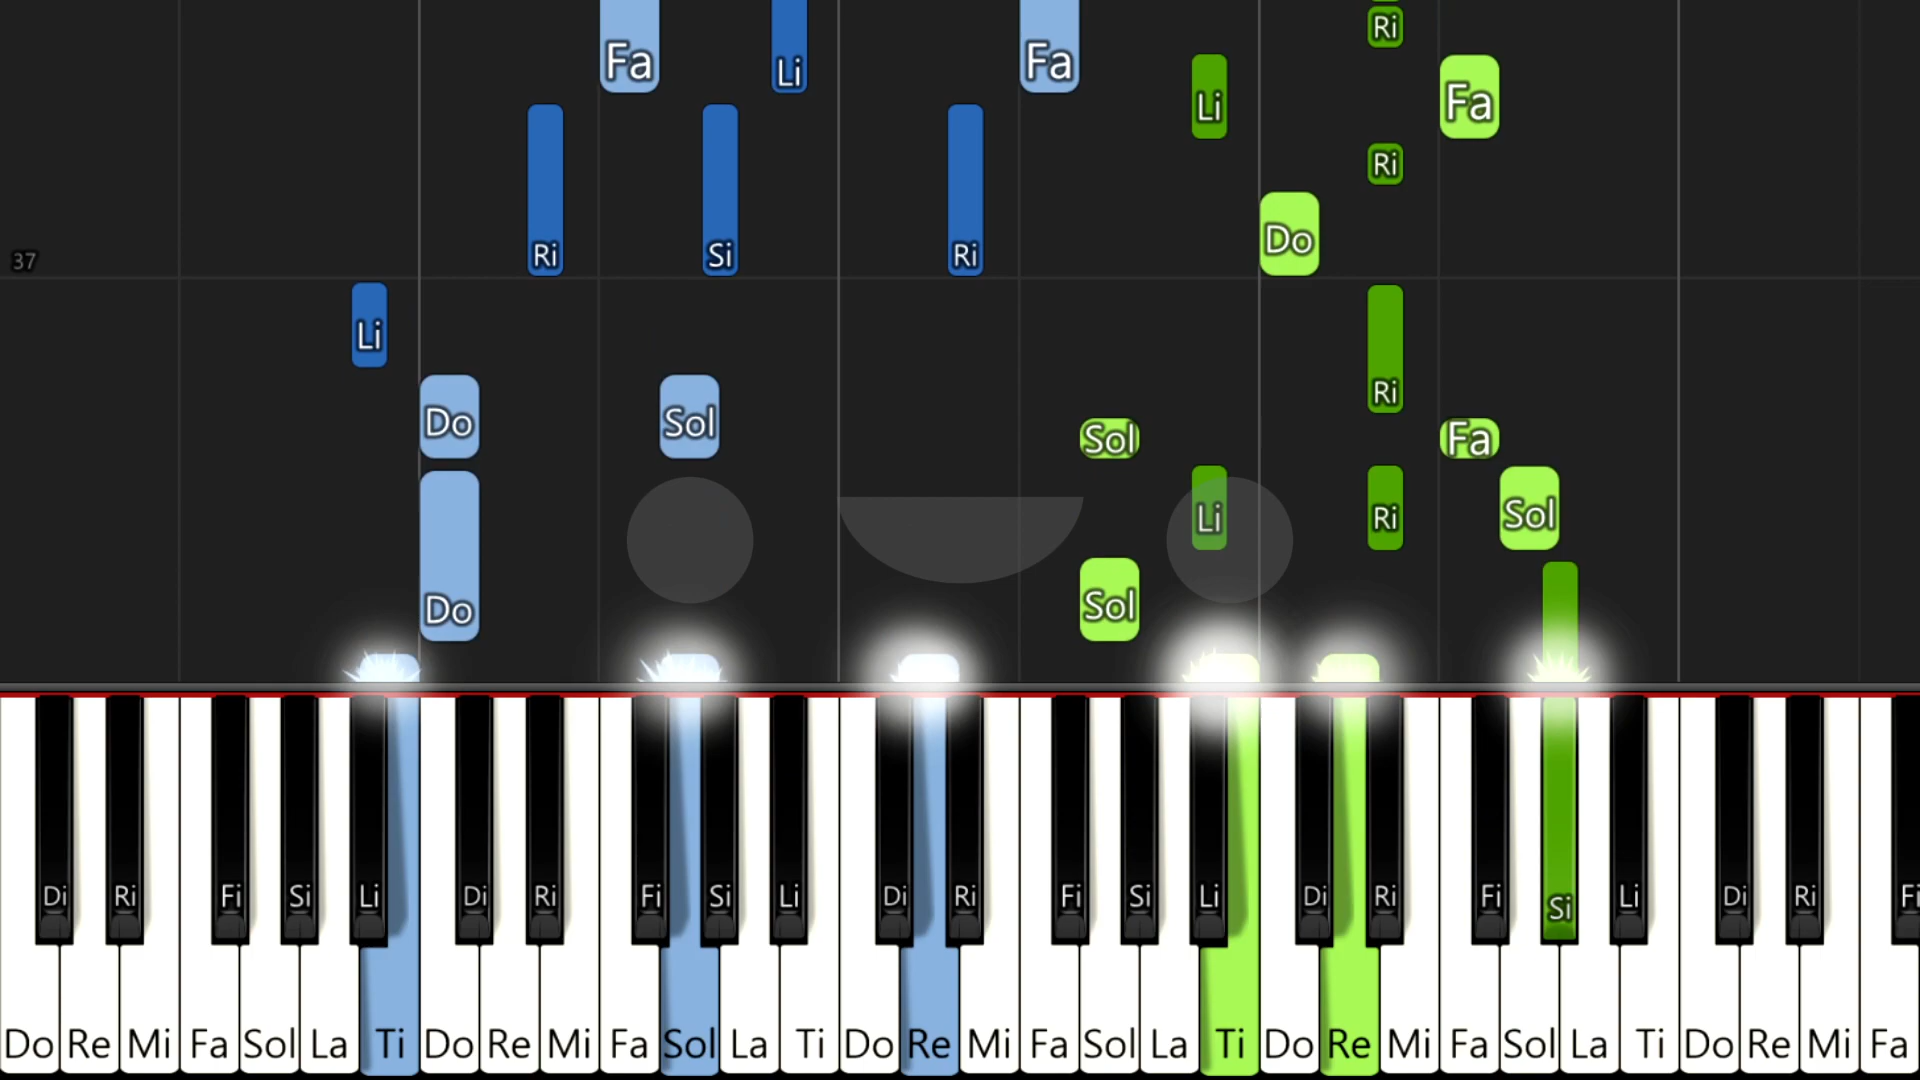 Ri
Fa Fa
Li
Fa
Li
Ri
Do
Ri Si Ri
37
Li
Ri
Do Sol
Sol Fa
Li Ri Sol
Do Sol
Di Ri Fi Si Li Di Ri Fi Si Li Di Ri Fi Si Li Di Ri Fi Si Li Di Ri Fi
Do Re Mi Fa Sol La Ti Do Re Mi Fa Sol La Ti Do Re Mi Fa Sol La Ti Do Re Mi Fa Sol La Ti Do Re Mi Fa